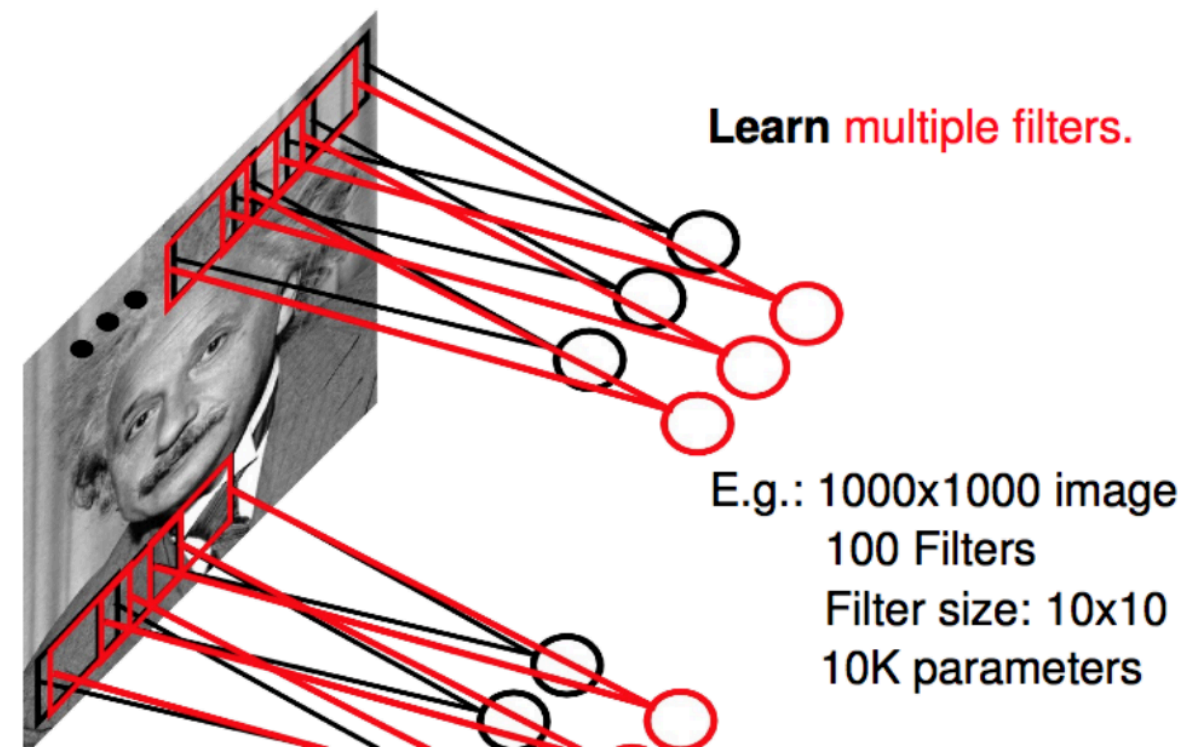 Learn multiple filters.
E.g.: 1000x1000 image
100 Filters
Filter size: 10x10
10K parameters